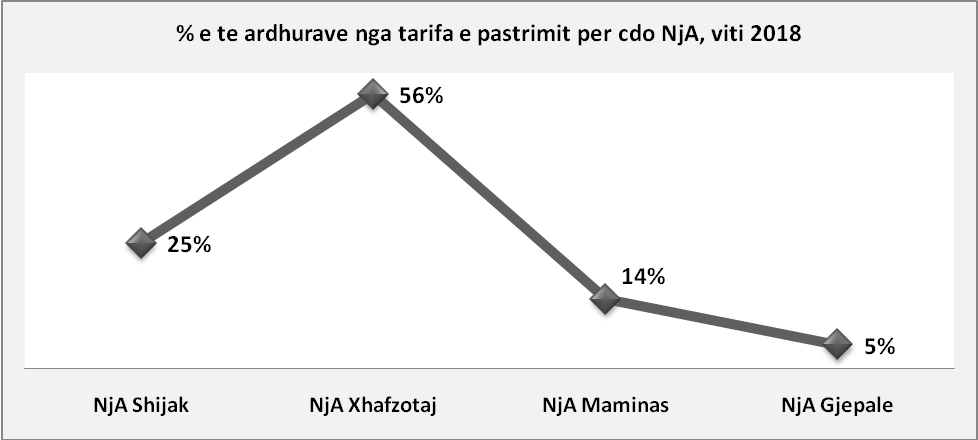 % e te ardhurave nga tarifa e pastrimit per cdo NjA, viti 2018
56%
25%
14%
5%
NjA Shijak NjA Xhafzotaj NjA Maminas NjA Gjepale